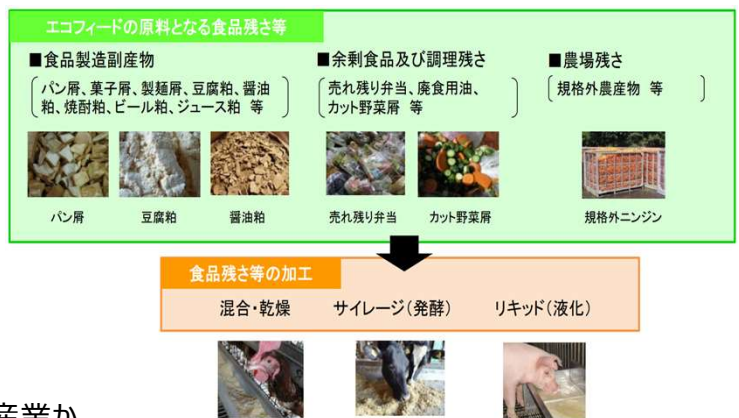 エコフィードの原料となる食品残さ等
■食品製造副産物
パン屑、菓子屑、製麺屑、豆腐粕、醤油
粕、焼酎粕、ビール粕、ジュース粕 等
■余剰食品及び調理残さ
売れ残り弁当、廃食用油、
カット野菜屑 等
■農場残さ
規格外農産物 等
パン屑
豆腐粕
醤油粕
売れ残り弁当
カット野菜屑
規格外ニンジン
食品残さ等の加工
混合・乾燥
サイレージ(発酵)
リキッド(液化)
産業か